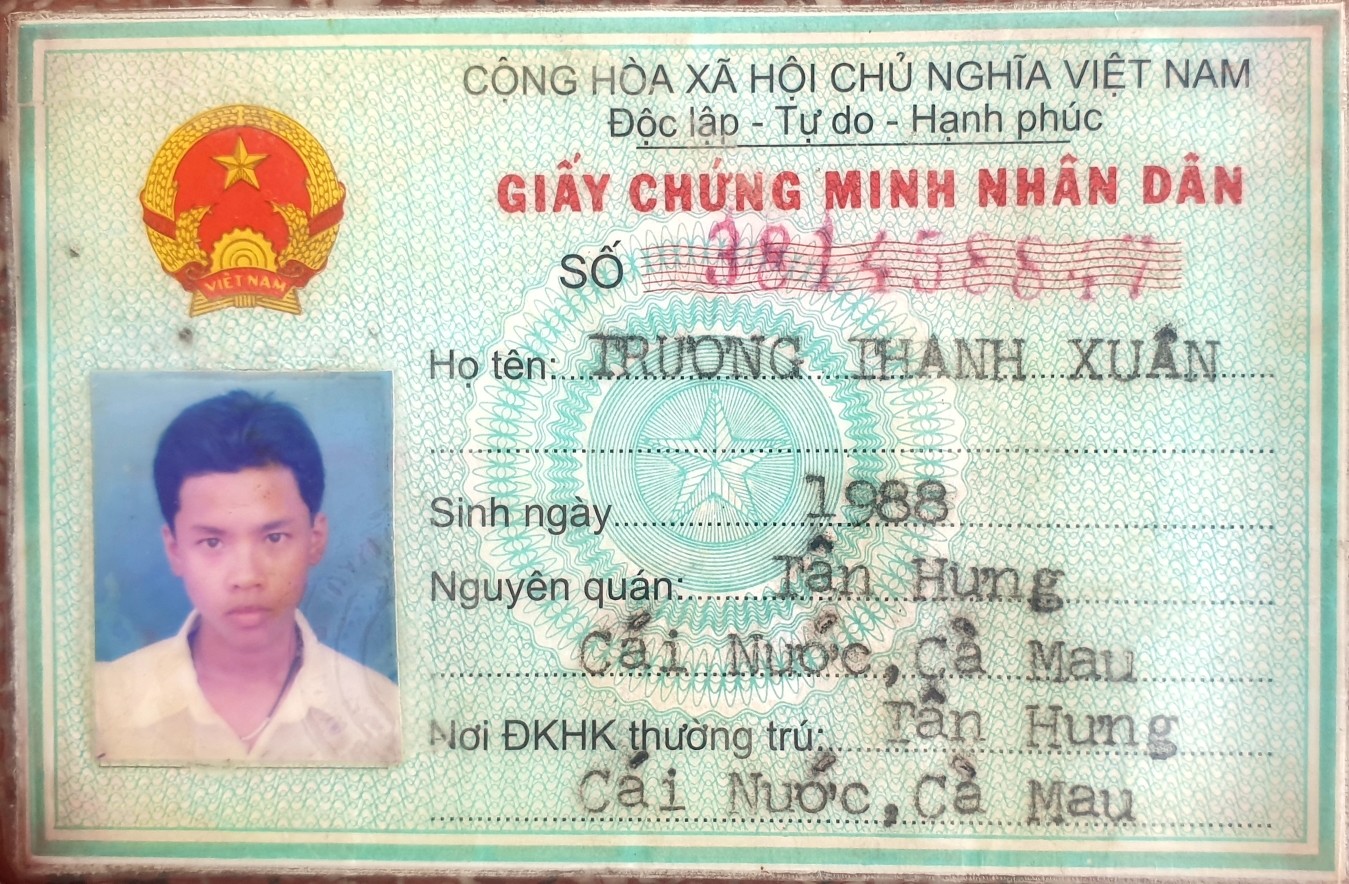 CỘNG HÒA XÃ HỘI CHỦ NGHĨA VIỆT NAM
Độc lập - Tự do - Hạnh phúc
GIẤY CHỨNG MINH NHÂN DÂN
SỐ
VIỆT NAM
Họ tên: TRƯƠNG THANH XUÂN
Sinh ngày 1988
Nguyên quán: Tân Hưng
Cái Nước, Cà Mau
Nơi ĐKHK thường trú: Tân Hưng
Cái Nước, Cà Mau